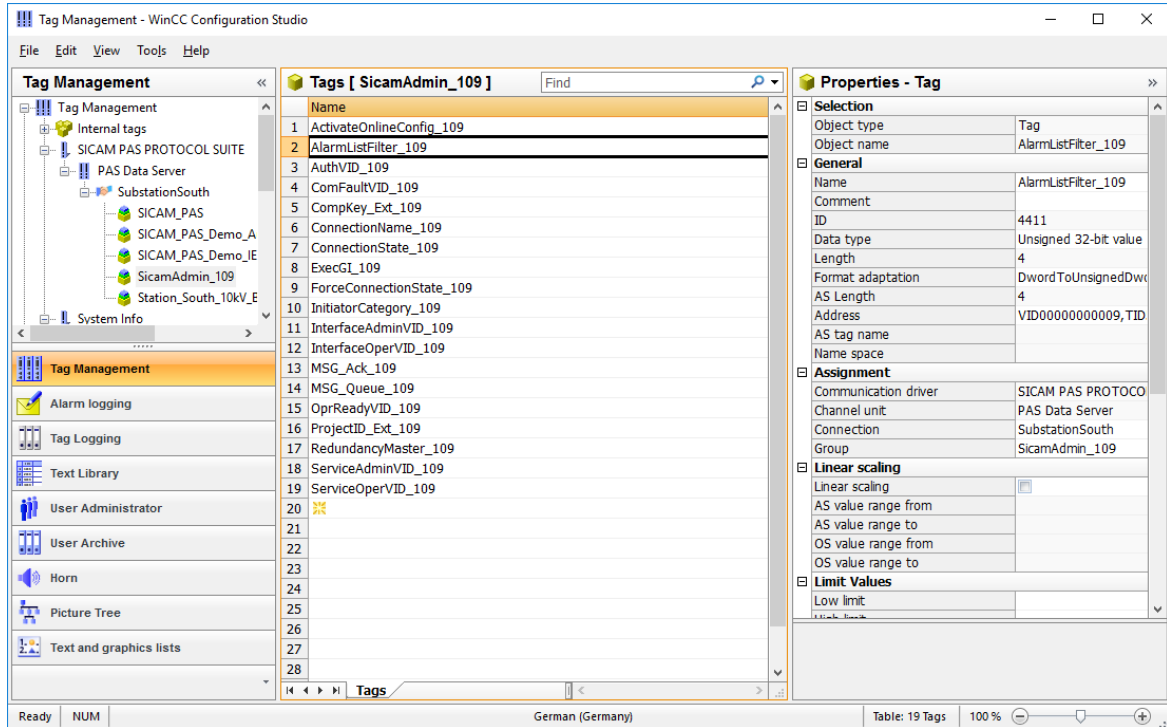 Tag Management - WinCC Configuration Studio
File Edit View Tools Help
Tag Management «
Tag Management
Internal tags
SICAM PAS PROTOCOL SUITE
PAS Data Server
SubstationSouth
SICAM_PAS
SICAM_PAS_Demo_A
SICAM_PAS_Demo_IE
SicamAdmin_109
Station_South_10kV_E
System Info
Tag Management
Alarm logging
Tag Logging
Text Library
User Administrator
User Archive
Horn
Picture Tree
Text and graphics lists
Tags [ SicamAdmin_109 ] Find
Name
1 ActivateOnlineConfig_109
2 AlarmListFilter_109
3 AuthVID_109
4 ComFaultVID_109
5 CompKey_Ext_109
6 ConnectionName_109
7 ConnectionState_109
8 ExecGI_109
9 ForceConnectionState_109
10 InitiatorCategory_109
11 InterfaceAdminVID_109
12 InterfaceOperVID_109
13 MSG_Ack_109
14 MSG_Queue_109
15 OprReadyVID_109
16 ProjectID_Ext_109
17 RedundancyMaster_109
18 ServiceAdminVID_109
19 ServiceOperVID_109
20
21
22
23
24
25
26
27
28
Tags
Properties - Tag »
Selection
Object type Tag
Object name AlarmListFilter_109
General
Name AlarmListFilter_109
Comment
ID 4411
Data type Unsigned 32-bit value
Length 4
Format adaptation DwordToUnsignedDwo
AS Length 4
Address VID00000000009,TID
AS tag name
Name space
Assignment
Communication driver SICAM PAS PROTOCO
Channel unit PAS Data Server
Connection SubstationSouth
Group SicamAdmin_109
Linear scaling
Linear scaling
AS value range from
AS value range to
OS value range from
OS value range to
Limit Values
Low limit
High limit
Ready NUM German (Germany) Table: 19 Tags 100 %